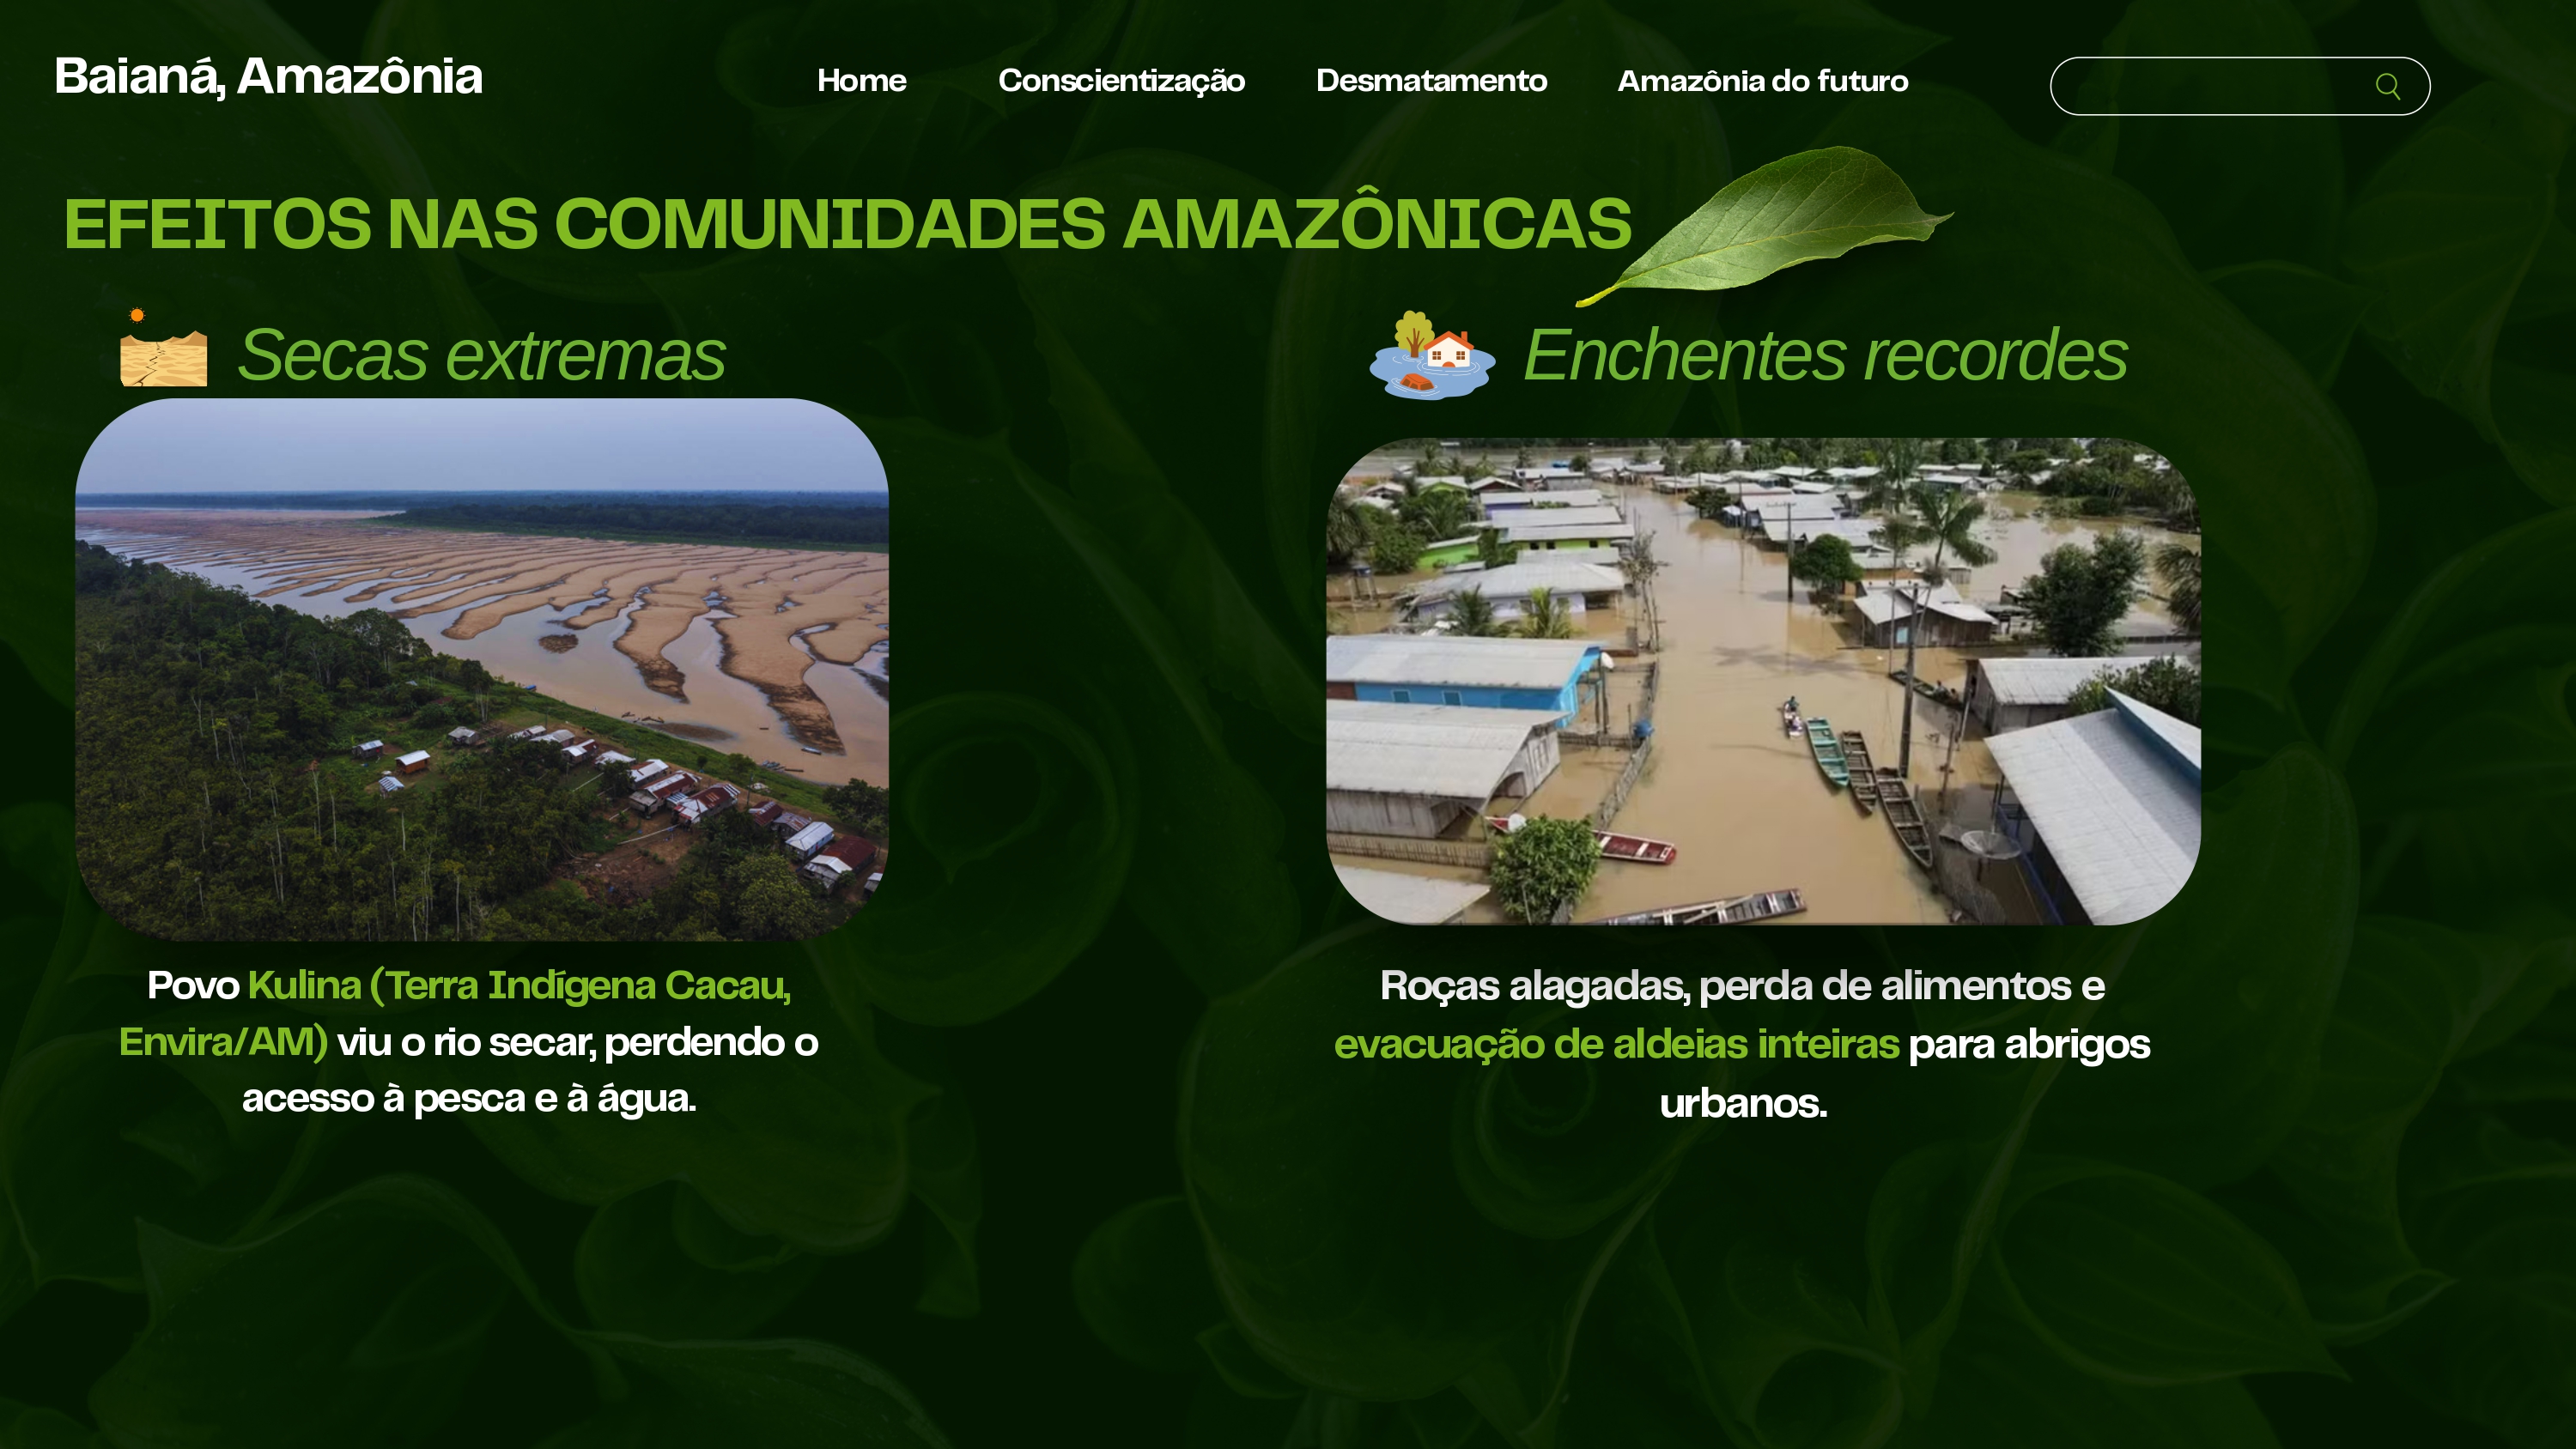 Baianá, Amazônia
Home
Conscientização
Desmatamento
Amazônia do futuro
EFEITOS NAS COMUNIDADES AMAZÔNICAS
Secas extremas
Enchentes recordes
Povo Kulina (Terra Indígena Cacau,
Envira/AM) viu o rio secar, perdendo o
acesso à pesca e à água.
Roças alagadas, perda de alimentos e
evacuação de aldeias inteiras para abrigos
urbanos.